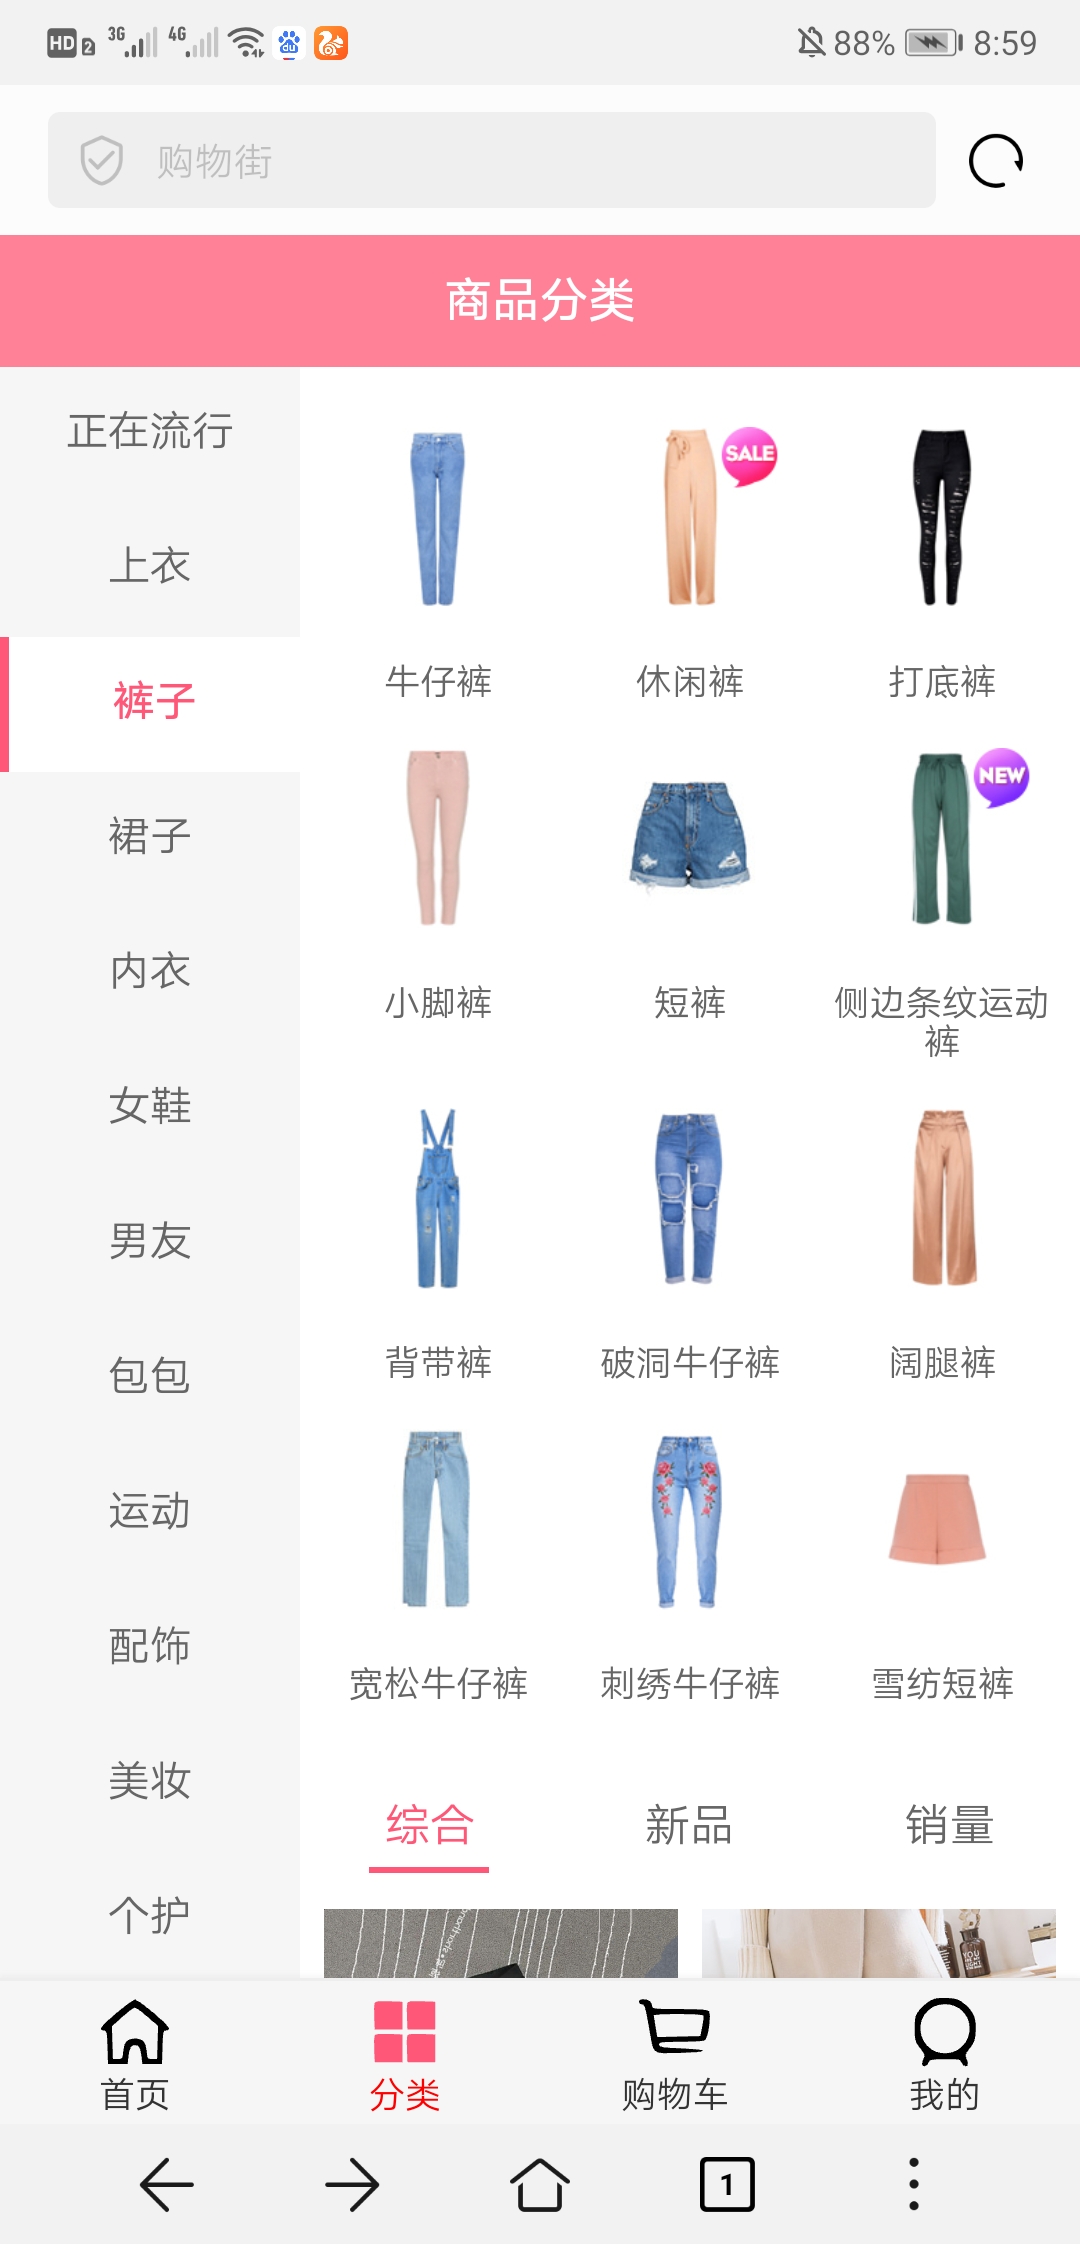 HD 2 3G 4G 88% 8:59
购物街
商品分类
正在流行
上衣
裤子
裙子
内衣
女鞋
男友
包包
运动
配饰
美妆
个护
SALE
牛仔裤 休闲裤 打底裤
NEW
小脚裤 短裤 侧边条纹运动
裤
背带裤 破洞牛仔裤 阔腿裤
宽松牛仔裤 刺绣牛仔裤 雪纺短裤
综合 新品 销量
首页 分类 购物车 我的
1